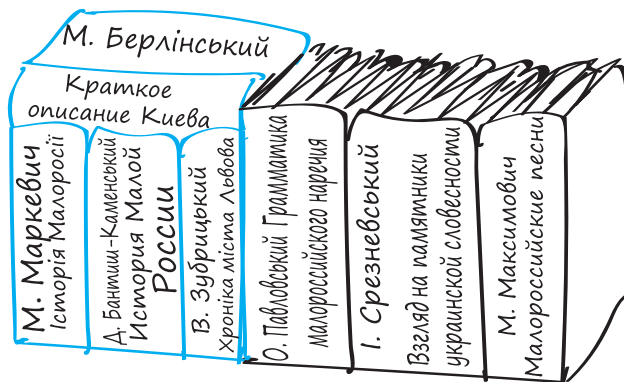 М. Берлінський
Краткое
описание Киева
М. Маркевич
Історія Малоросії
Д. Бантиш-Каменський
История Малой
России
В. Зубрицький
Хроніка міста Львова
О. Павловський Грамматика
малороссийского наречия
І. Срезневський
Взгляд на памятники
украинской словесности
М. Максимович
Малороссийские песни